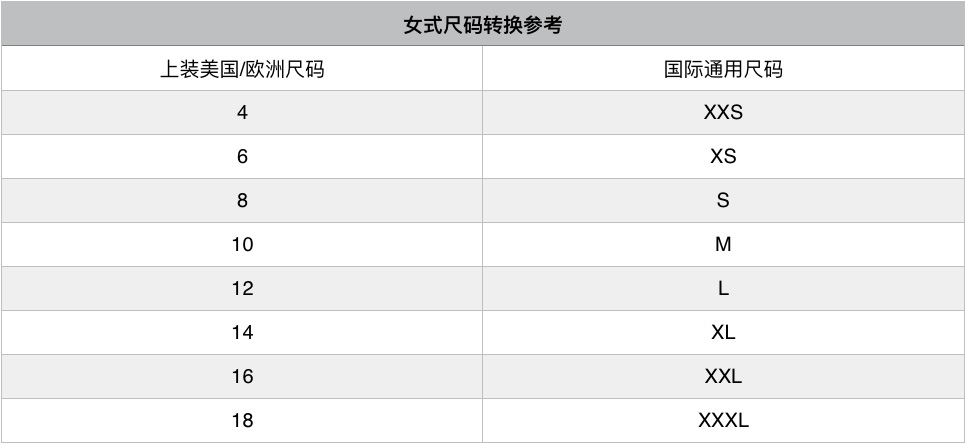 女式尺码转换参考
上装美国/欧洲尺码 国际通用尺码
4 XXS
6 XS
8 S
10 M
12 L
14 XL
16 XXL
18 XXXL